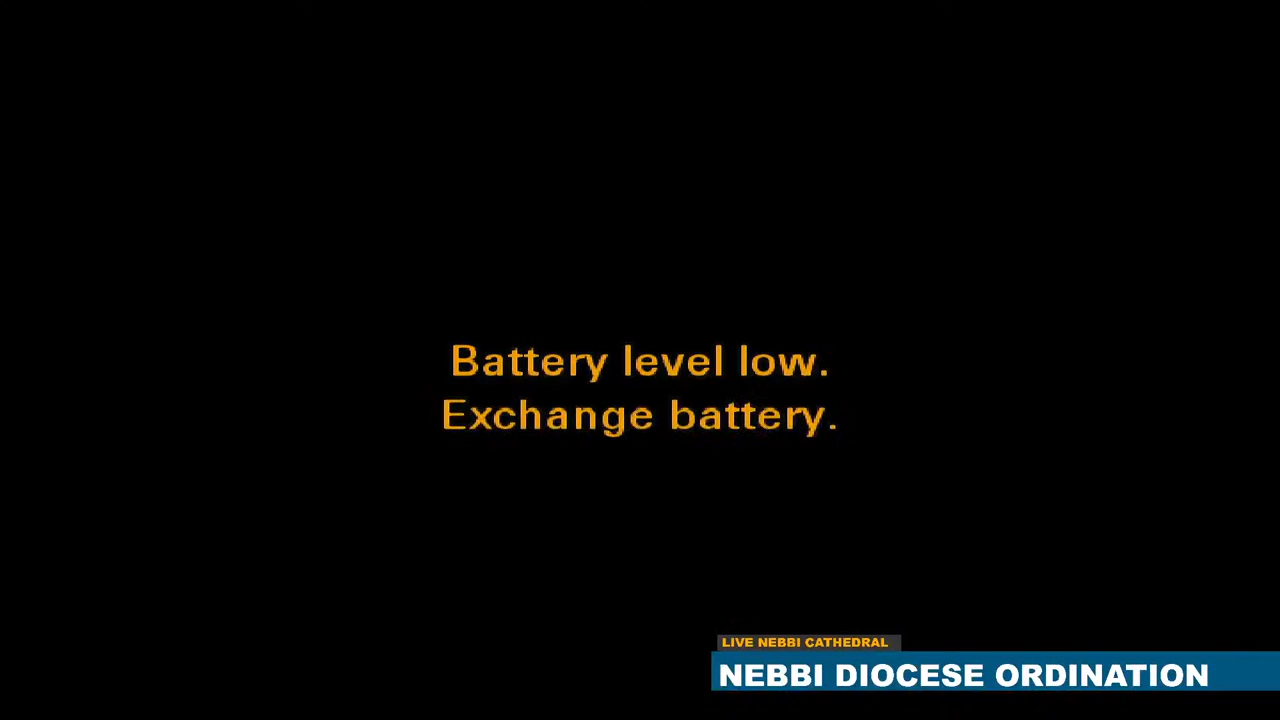 Battery level low.
Exchange battery.
LIVE NEBBI CATHEDRAL
NEBBI DIOCESE ORDINATION